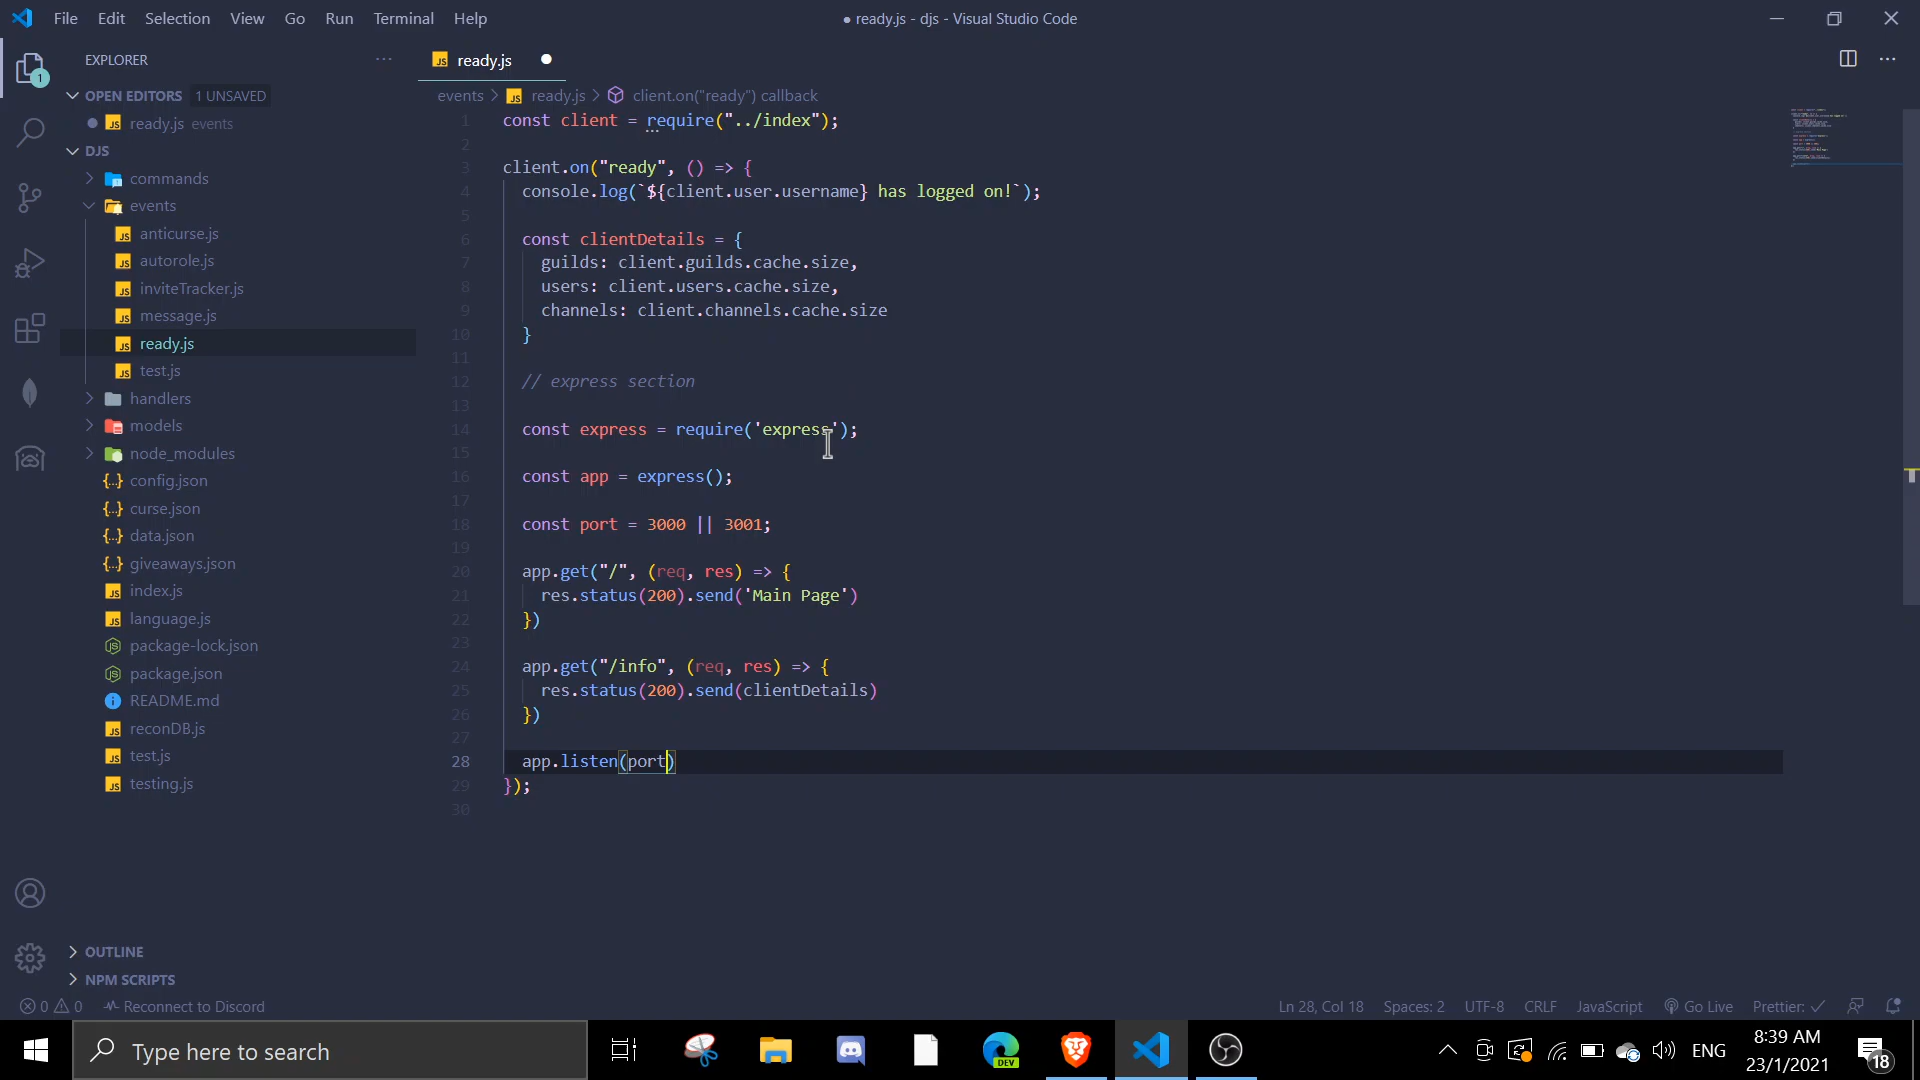 File Edit Selection View Go Run Terminal Help
● ready.js - djs - Visual Studio Code
EXPLORER
OPEN EDITORS 1 UNSAVED
ready.js events
DJS
commands
events
anticurse.js
autorole.js
inviteTracker.js
message.js
ready.js
test.js
handlers
models
node_modules
config.json
curse.json
data.json
giveaways.json
index.js
language.js
package-lock.json
package.json
README.md
reconDB.js
test.js
testing.js
OUTLINE
NPM SCRIPTS
ready.js
events > ready.js > client.on("ready") callback
1 const client = require("../index");
2
3 client.on("ready", () => {
4 console.log(`${client.user.username} has logged on!`);
5
6 const clientDetails = {
7 guilds: client.guilds.cache.size,
8 users: client.users.cache.size,
9 channels: client.channels.cache.size
10 }
11
12 // express section
13
14 const express = require('express');
15
16 const app = express();
17
18 const port = 3000 || 3001;
19
20 app.get("/", (req, res) => {
21 res.status(200).send('Main Page')
22 })
23
24 app.get("/info", (req, res) => {
25 res.status(200).send(clientDetails)
26 })
27
28 app.listen(port)
29 });
30
0 0 Reconnect to Discord
Ln 28, Col 18 Spaces: 2 UTF-8 CRLF JavaScript Go Live Prettier: ✓
Type here to search
DEV
ENG
8:39 AM
23/1/2021
18
1